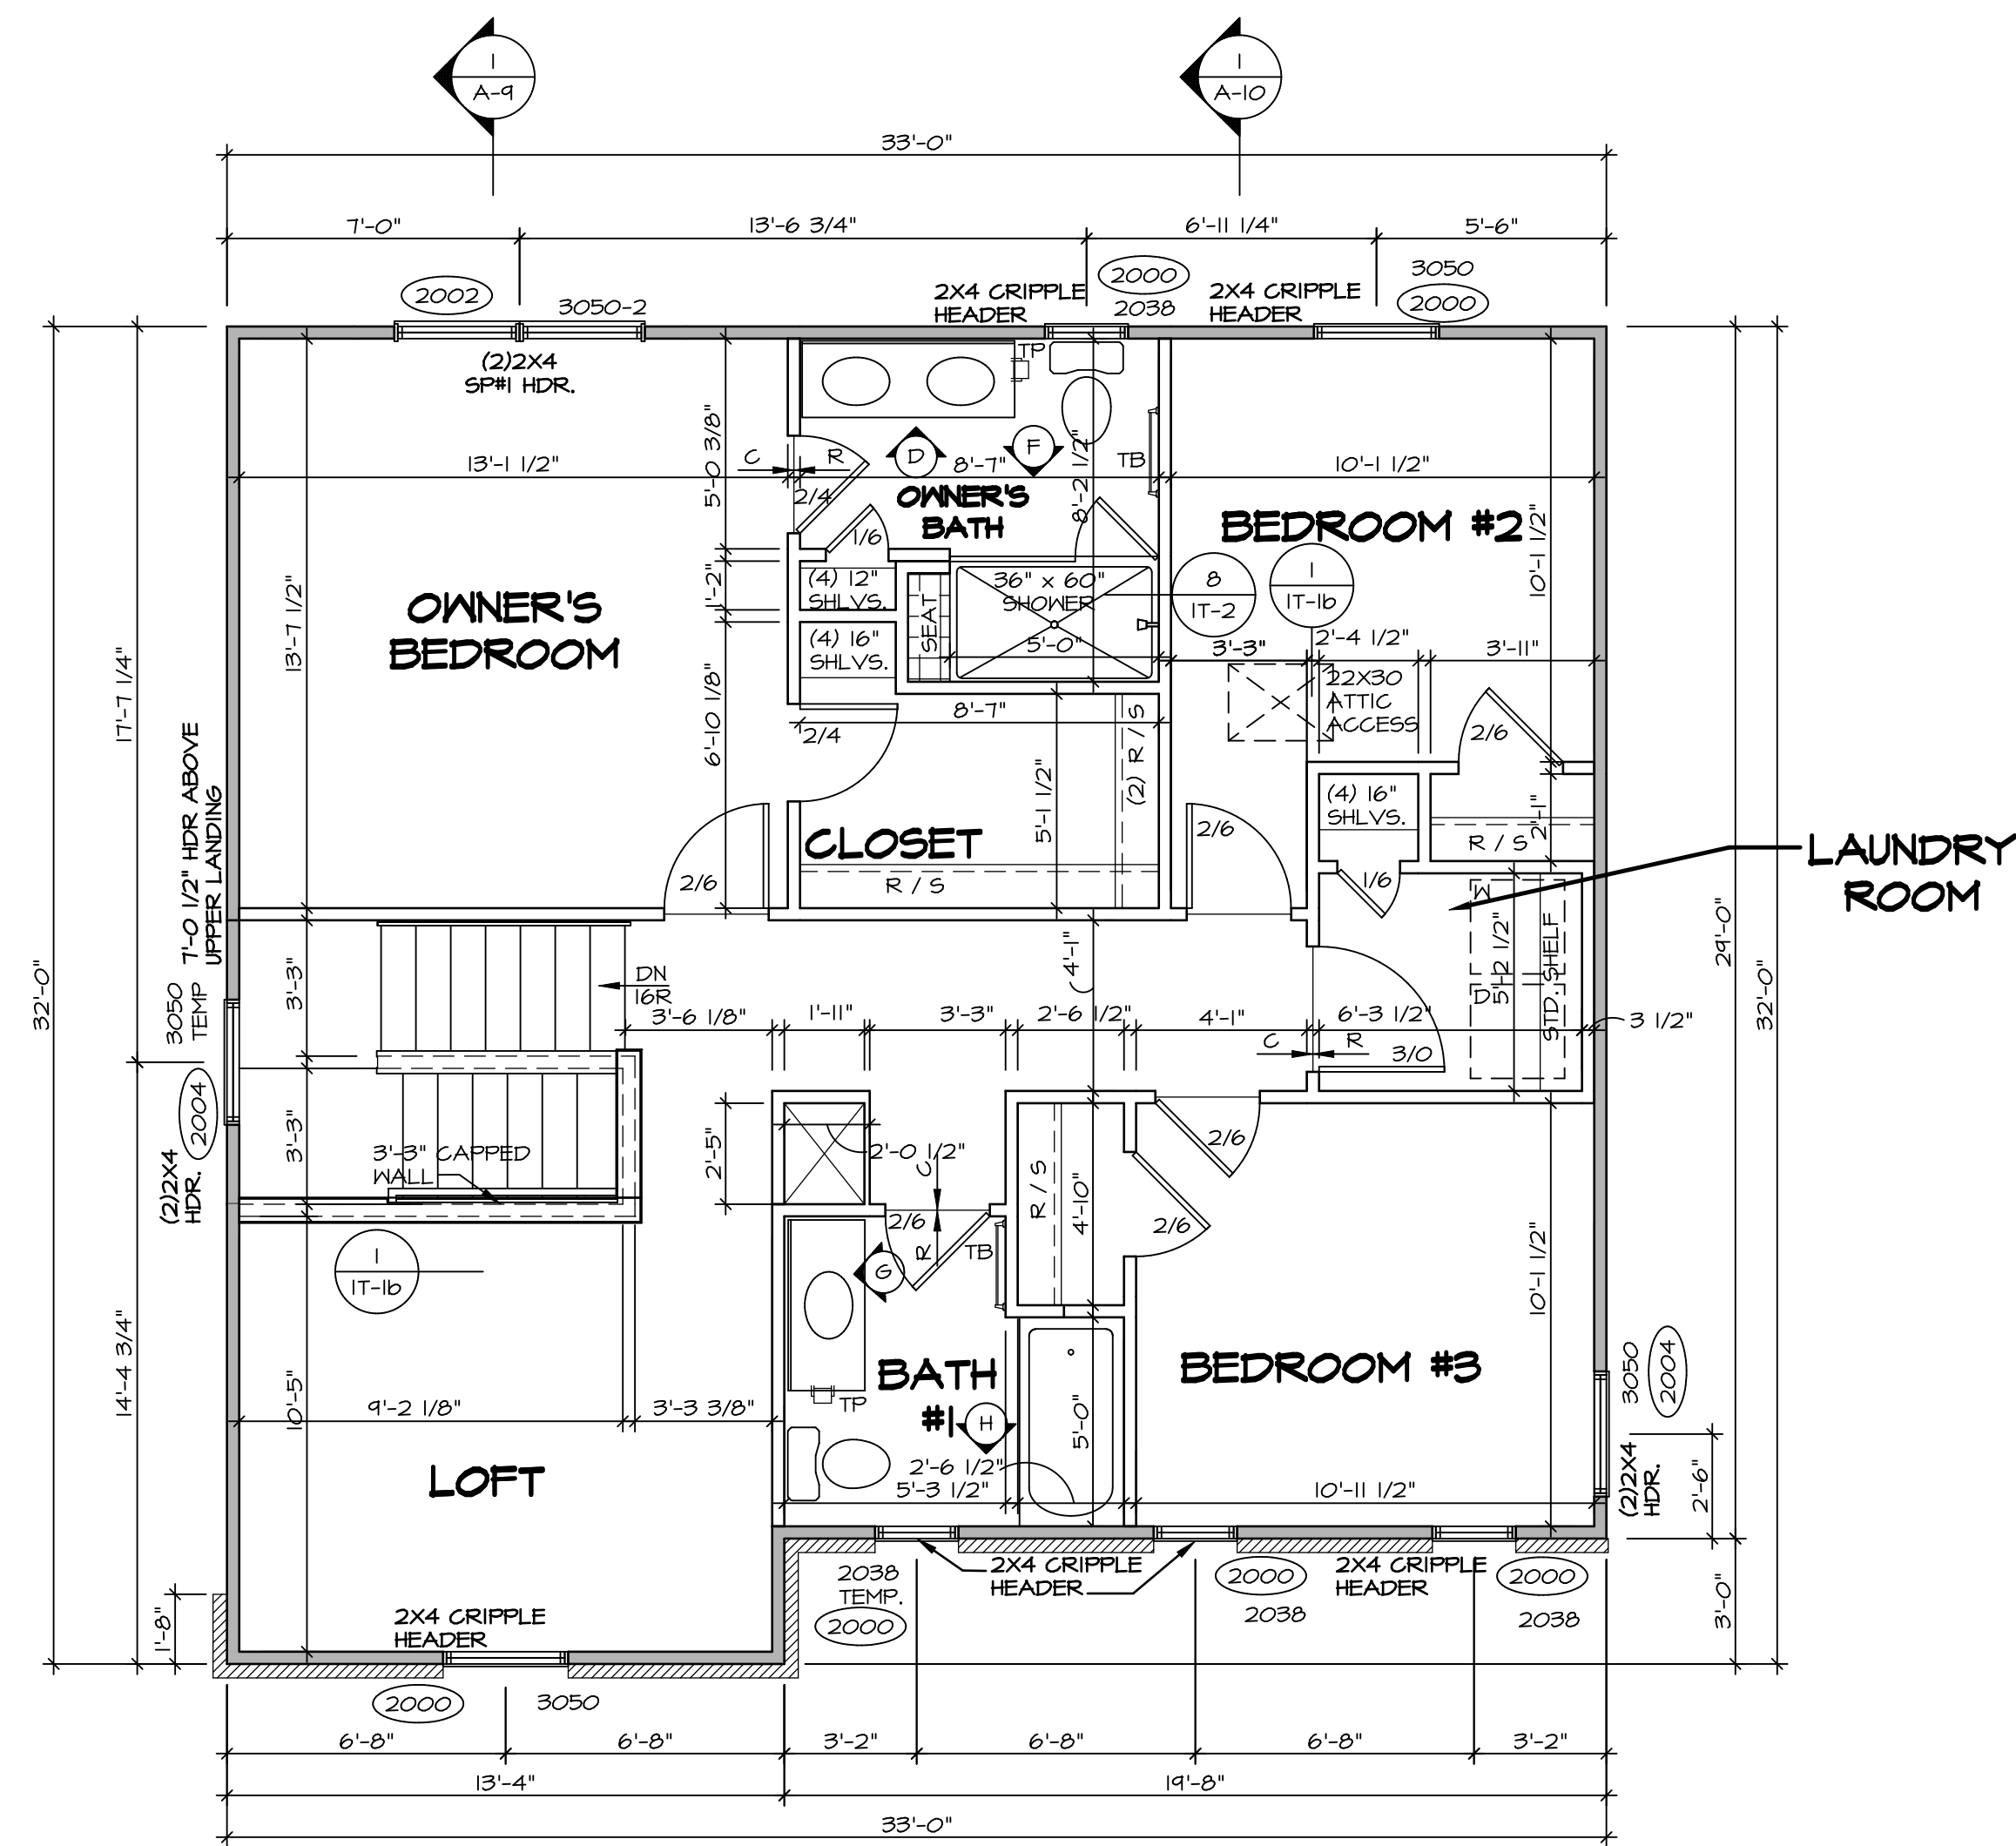 1
A-9
1
A-10
33'-0"
7'-0"
13'-6 3/4"
6'-11 1/4"
5'-6"
2002
3050-2
2X4 CRIPPLE
HEADER
2000
2038
2X4 CRIPPLE
HEADER
3050
2000
(2)2X4
SP#1 HDR.
TP
5'-0 3/8"
13'-1 1/2"
C
R
D
8'-7"
F
8'-2 1/2"
TB
10'-1 1/2"
2/4
OWNER'S
BATH
BEDROOM #2
10'-1 1/2"
1/6
13'-7 1/2"
1'-2"
(4) 12"
SHLVS.
SEAT
36" x 60"
SHOWER
5'-0"
8
1T-2
1
1T-1b
OWNER'S
BEDROOM
(4) 16"
SHLVS.
3'-3"
2'-4 1/2"
3'-11"
22X30
ATTIC
ACCESS
17'-7 1/4"
6'-10 1/8"
8'-7"
2/4
(2) R / S
2/6
7'-0 1/2" HDR ABOVE
UPPER LANDING
5'-1 1/2"
(4) 16"
SHLVS.
2'-1"
R / S
CLOSET
2/6
R / S
2/6
1/6
LAUNDRY
ROOM
W
D
5'-2 1/2"
STD. SHELF
32'-0"
29'-0"
32'-0"
3050
TEMP
3'-3"
DN
16R
4'-1"
3'-6 1/8"
1'-11"
3'-3"
2'-6 1/2"
4'-1"
6'-3 1/2"
3 1/2"
C
R
3/0
2004
(2)2X4
HDR.
3'-3"
3'-3" CAPPED
WALL
2'-5"
2'-0 1/2"
C
R
2/6
TB
R / S
4'-10"
2/6
2/6
1
1T-1b
G
10'-1 1/2"
14'-4 3/4"
10'-5"
9'-2 1/8"
3'-3 3/8"
TP
BATH
#1
H
BEDROOM #3
5'-0"
3050
2004
(2)2X4
HDR.
2'-6"
LOFT
2'-6 1/2"
5'-3 1/2"
10'-11 1/2"
2038
TEMP.
2000
2X4 CRIPPLE
HEADER
2000
2038
2X4 CRIPPLE
HEADER
2000
2038
3'-0"
1'-8"
2X4 CRIPPLE
HEADER
2000
3050
6'-8"
6'-8"
3'-2"
6'-8"
6'-8"
3'-2"
13'-4"
19'-8"
33'-0"